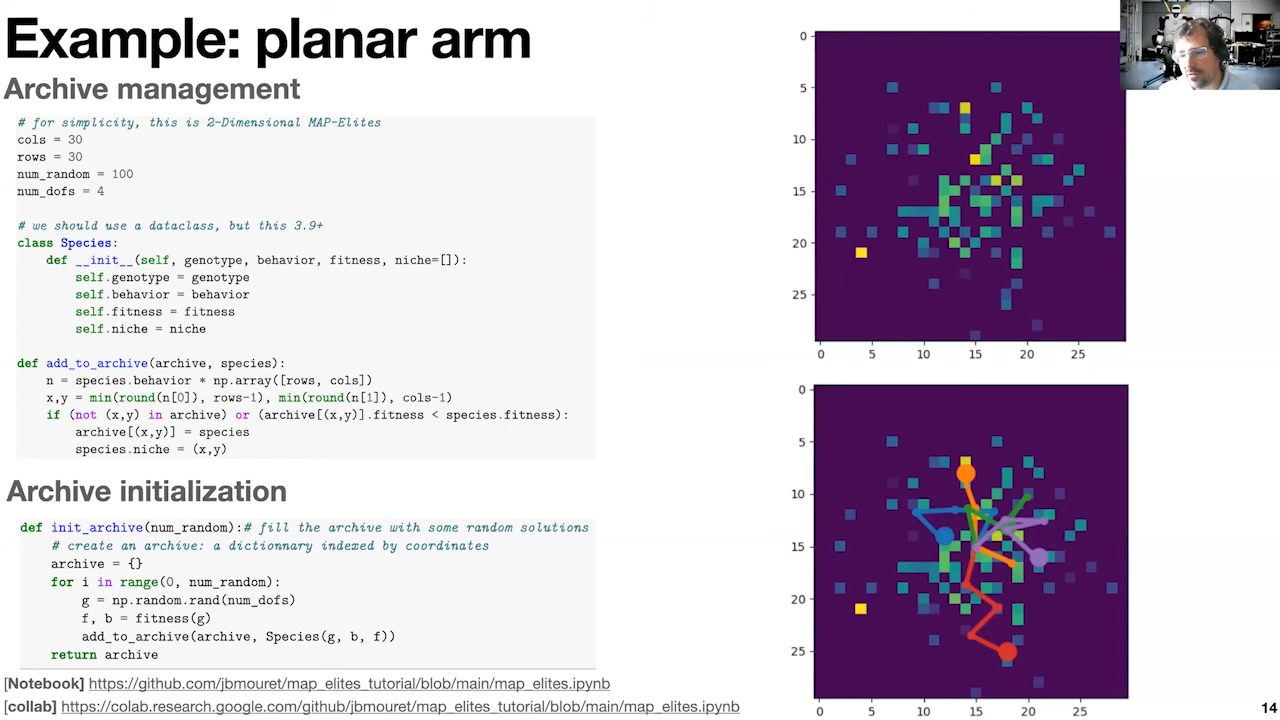 Example: planar arm
Archive management
# for simplicity, this is 2-Dimensional MAP-Elites
cols = 30
rows = 30
num_random = 100
num_dofs = 4
# we should use a dataclass, but this 3.9+
class Species:
def __init__(self, genotype, behavior, fitness, niche=[]):
self.genotype = genotype
self.behavior = behavior
self.fitness = fitness
self.niche = niche
def add_to_archive(archive, species):
n = species.behavior * np.array([rows, cols])
x,y = min(round(n[0]), rows-1), min(round(n[1]), cols-1)
if (not (x,y) in archive) or (archive[(x,y)].fitness < species.fitness):
archive[(x,y)] = species
species.niche = (x,y)
Archive initialization
def init_archive(num_random):# fill the archive with some random solutions
# create an archive: a dictionnary indexed by coordinates
archive = {}
for i in range(0, num_random):
g = np.random.rand(num_dofs)
f, b = fitness(g)
add_to_archive(archive, Species(g, b, f))
return archive
[Notebook] https://github.com/jbmouret/map_elites_tutorial/blob/main/map_elites.ipynb
[collab] https://colab.research.google.com/github/jbmouret/map_elites_tutorial/blob/main/map_elites.ipynb
0
5
10
15
20
25
0 5 10 15 20 25
0
5
10
15
20
25
0 5 10 15 20 25
14